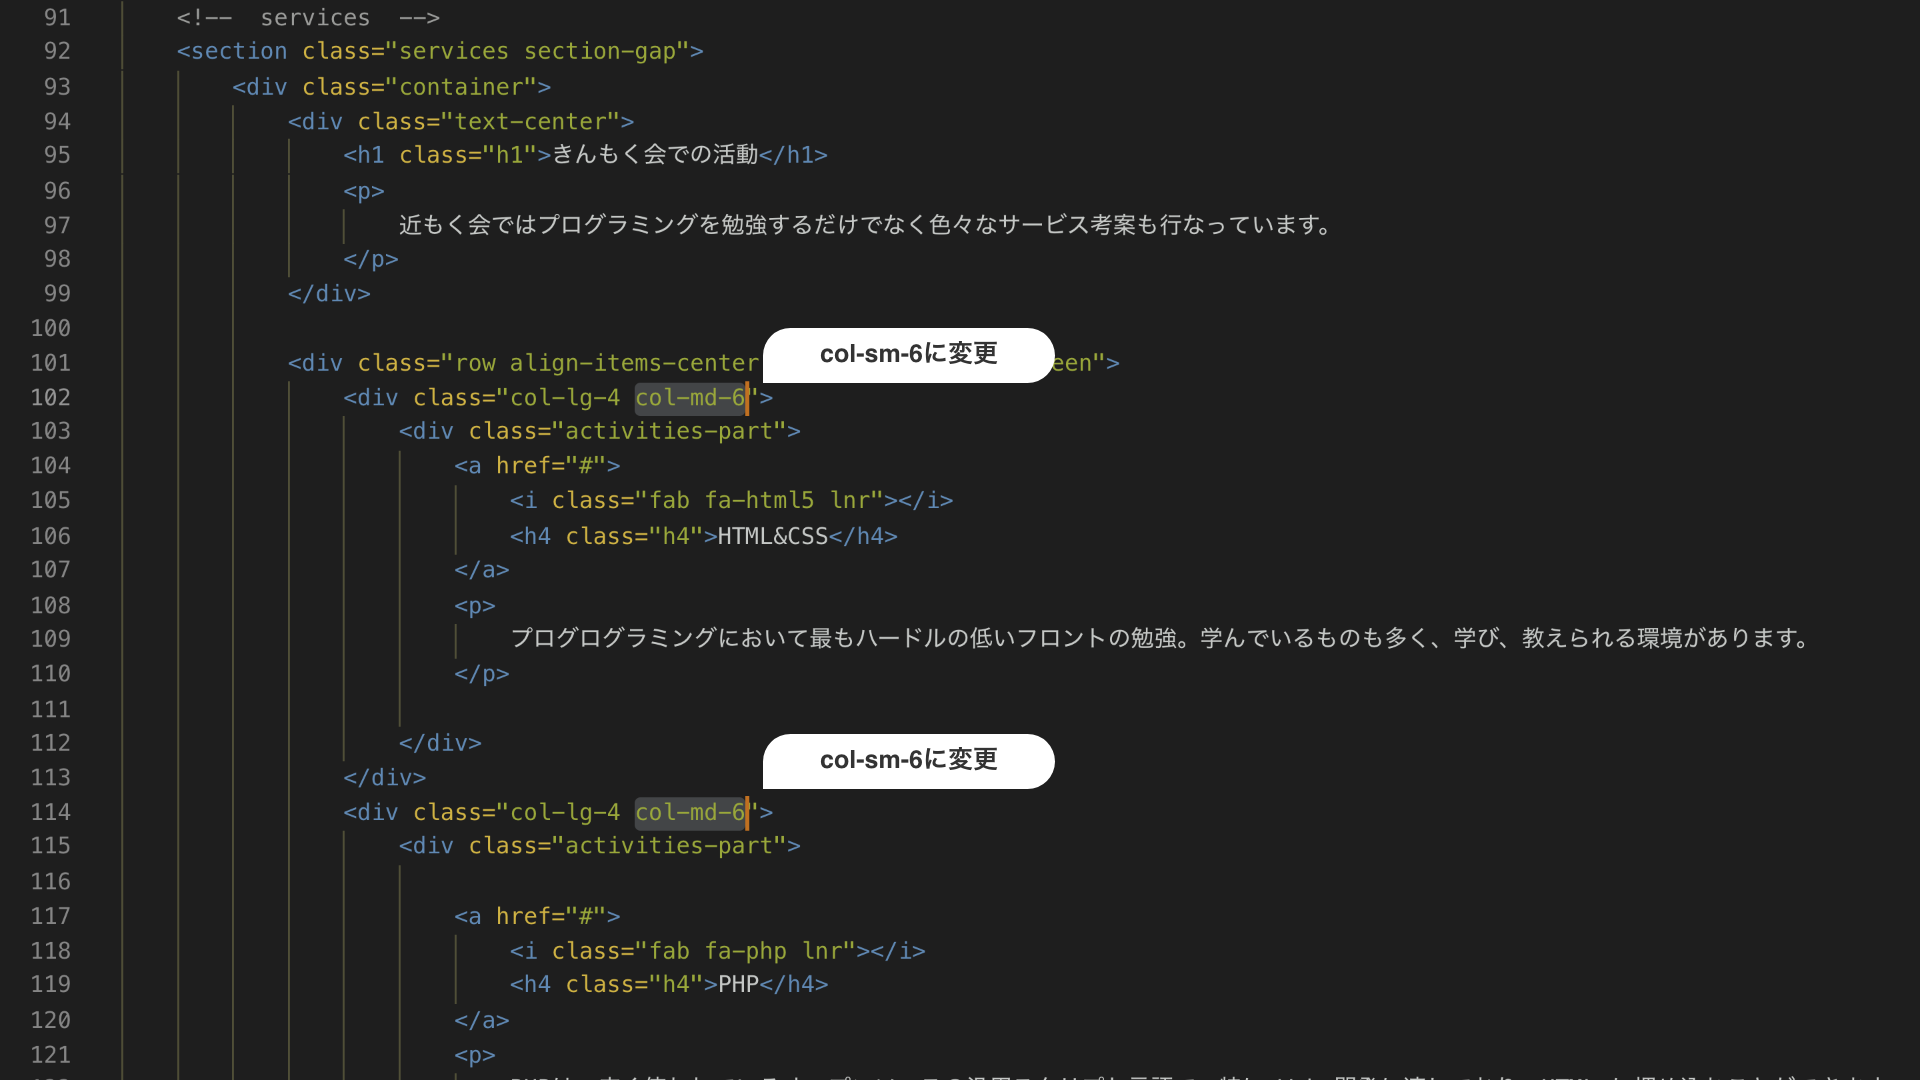 91 <!--  services  -->
92 <section class="services section-gap">
93 <div class="container">
94 <div class="text-center">
95 <h1 class="h1">きんもく会での活動</h1>
96 <p>
97 近もく会ではプログラミングを勉強するだけでなく色々なサービス考案も行なっています。
98 </p>
99 </div>
100
col-sm-6に変更
101 <div class="row align-items-center een">
102 <div class="col-lg-4 col-md-6">
103 <div class="activities-part">
104 <a href="#">
105 <i class="fab fa-html5 lnr"></i>
106 <h4 class="h4">HTML&CSS</h4>
107 </a>
108 <p>
109 プログログラミングにおいて最もハードルの低いフロントの勉強。学んでいるものも多く、学び、教えられる環境があります。
110 </p>
111
112 </div>
col-sm-6に変更
113 </div>
114 <div class="col-lg-4 col-md-6">
115 <div class="activities-part">
116
117 <a href="#">
118 <i class="fab fa-php lnr"></i>
119 <h4 class="h4">PHP</h4>
120 </a>
121 <p>